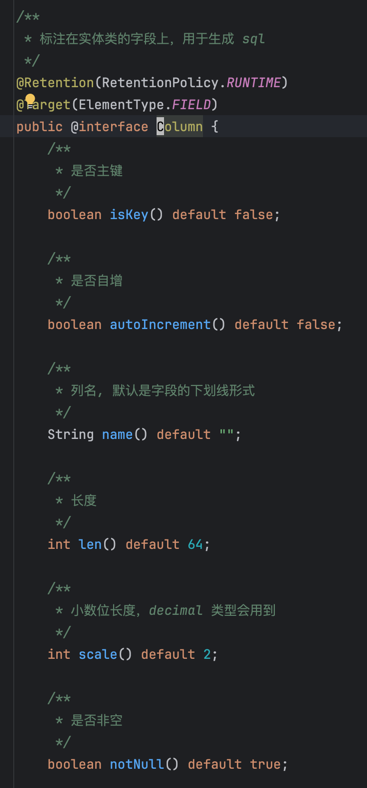 /**
 * 标注在实体类的字段上，用于生成 sql
 */
@Retention(RetentionPolicy.RUNTIME)
@Target(ElementType.FIELD)
public @interface Column {
    /**
     * 是否主键
     */
    boolean isKey() default false;

    /**
     * 是否自增
     */
    boolean autoIncrement() default false;

    /**
     * 列名, 默认是字段的下划线形式
     */
    String name() default "";

    /**
     * 长度
     */
    int len() default 64;

    /**
     * 小数位长度，decimal 类型会用到
     */
    int scale() default 2;

    /**
     * 是否非空
     */
    boolean notNull() default true;